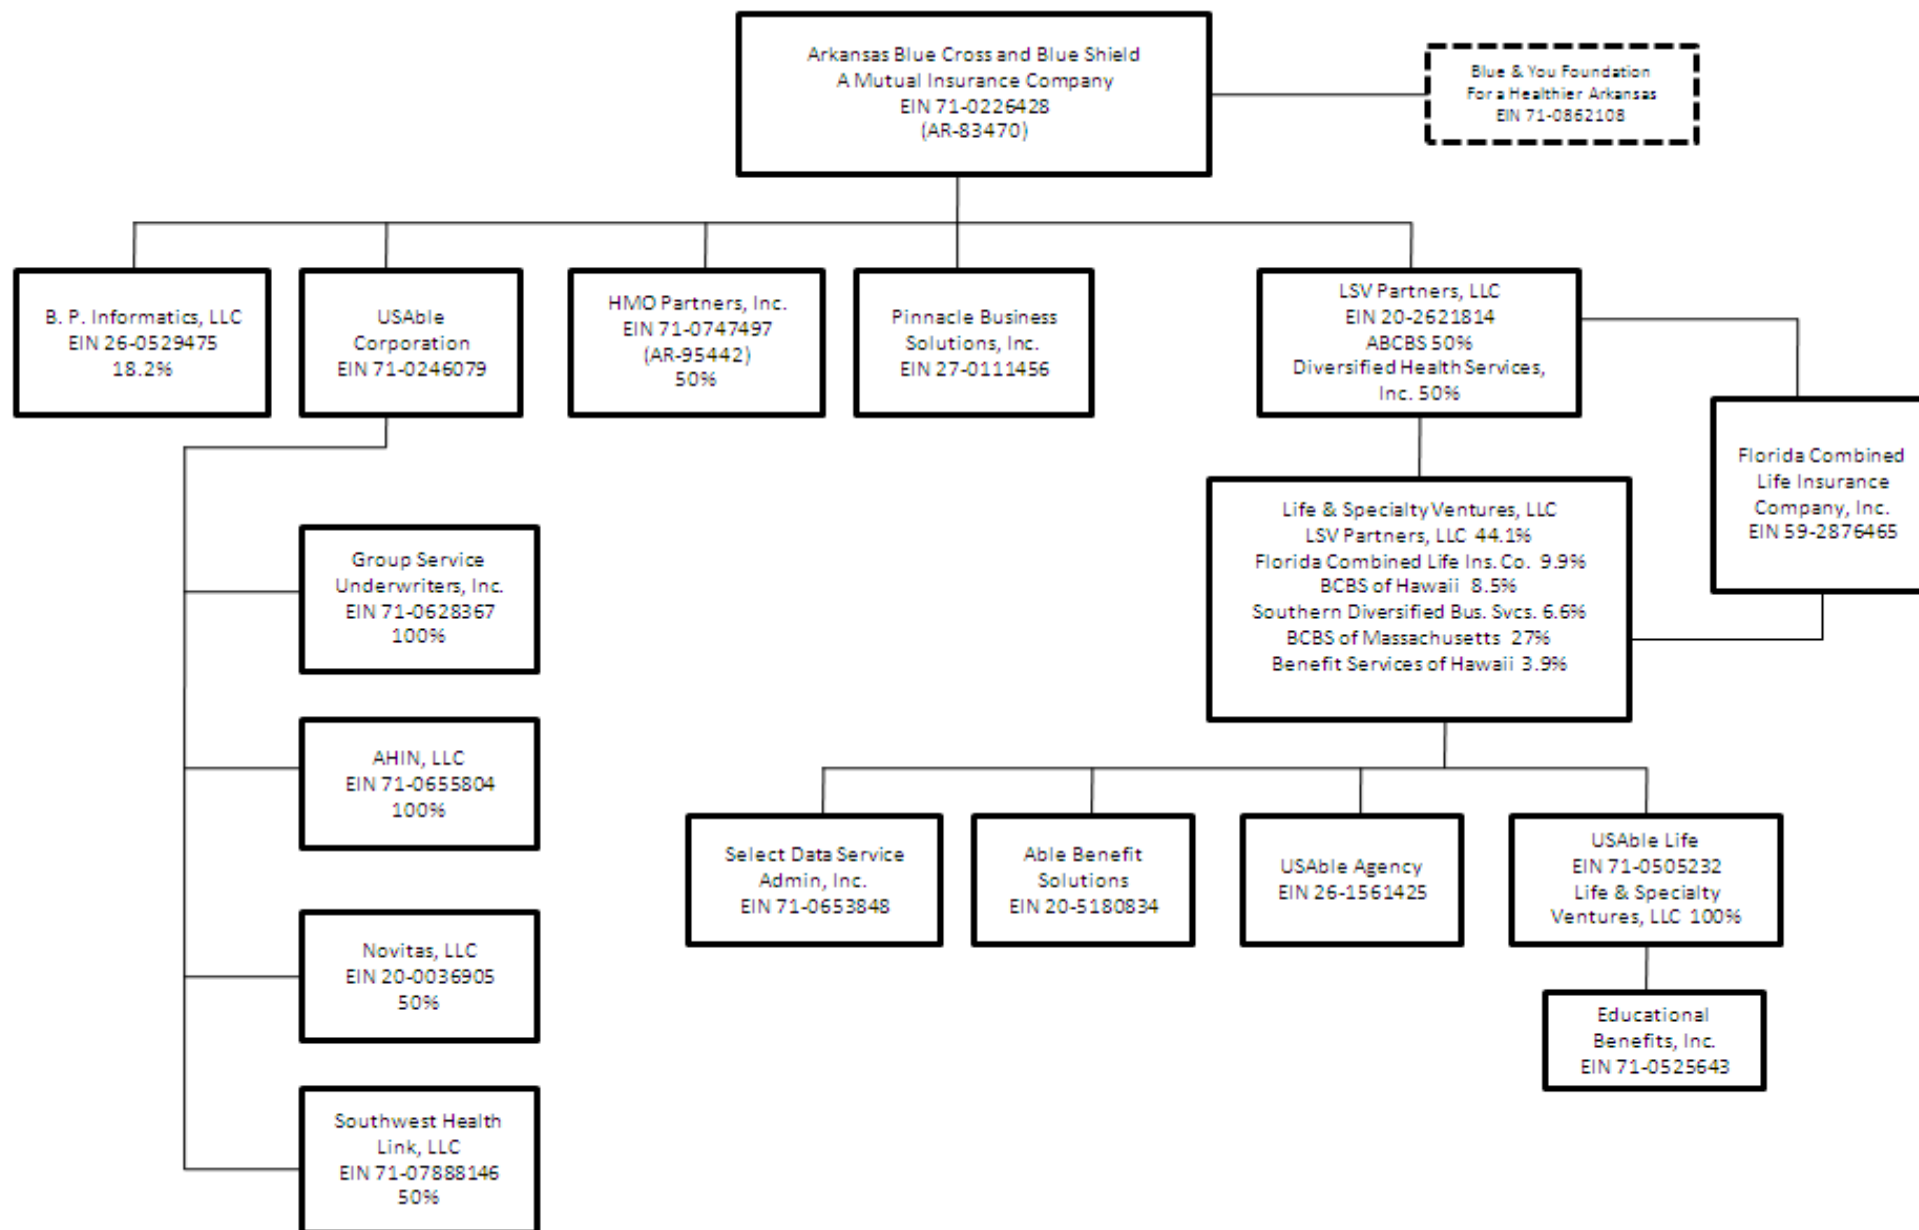 Arkansas Blue Cross and Blue Shield
A Mutual Insurance Company
EIN 71-0226428
(AR-83470)
Blue & You Foundation
For a Healthier Arkansas
EIN 71-0862108
B. P. Informatics, LLC
EIN 26-0529475
18.2%
USAble
Corporation
EIN 71-0246079
HMO Partners, Inc.
EIN 71-0747497
(AR-95442)
50%
Pinnacle Business
Solutions, Inc.
EIN 27-0111456
LSV Partners, LLC
EIN 20-2621814
ABCBS 50%
Diversified Health Services,
Inc. 50%
Florida Combined
Life Insurance
Company, Inc.
EIN 59-2876465
Life & Specialty Ventures, LLC
LSV Partners, LLC 44.1%
Florida Combined Life Ins. Co. 9.9%
BCBS of Hawaii 8.5%
Southern Diversified Bus. Svcs. 6.6%
BCBS of Massachusetts 27%
Benefit Services of Hawaii 3.9%
Group Service
Underwriters, Inc.
EIN 71-0628367
100%
AHIN, LLC
EIN 71-0655804
100%
Novitas, LLC
EIN 20-0036905
50%
Southwest Health
Link, LLC
EIN 71-07888146
50%
Select Data Service
Admin, Inc.
EIN 71-0653848
Able Benefit
Solutions
EIN 20-5180834
USAble Agency
EIN 26-1561425
USAble Life
EIN 71-0505232
Life & Specialty
Ventures, LLC 100%
Educational
Benefits, Inc.
EIN 71-0525643